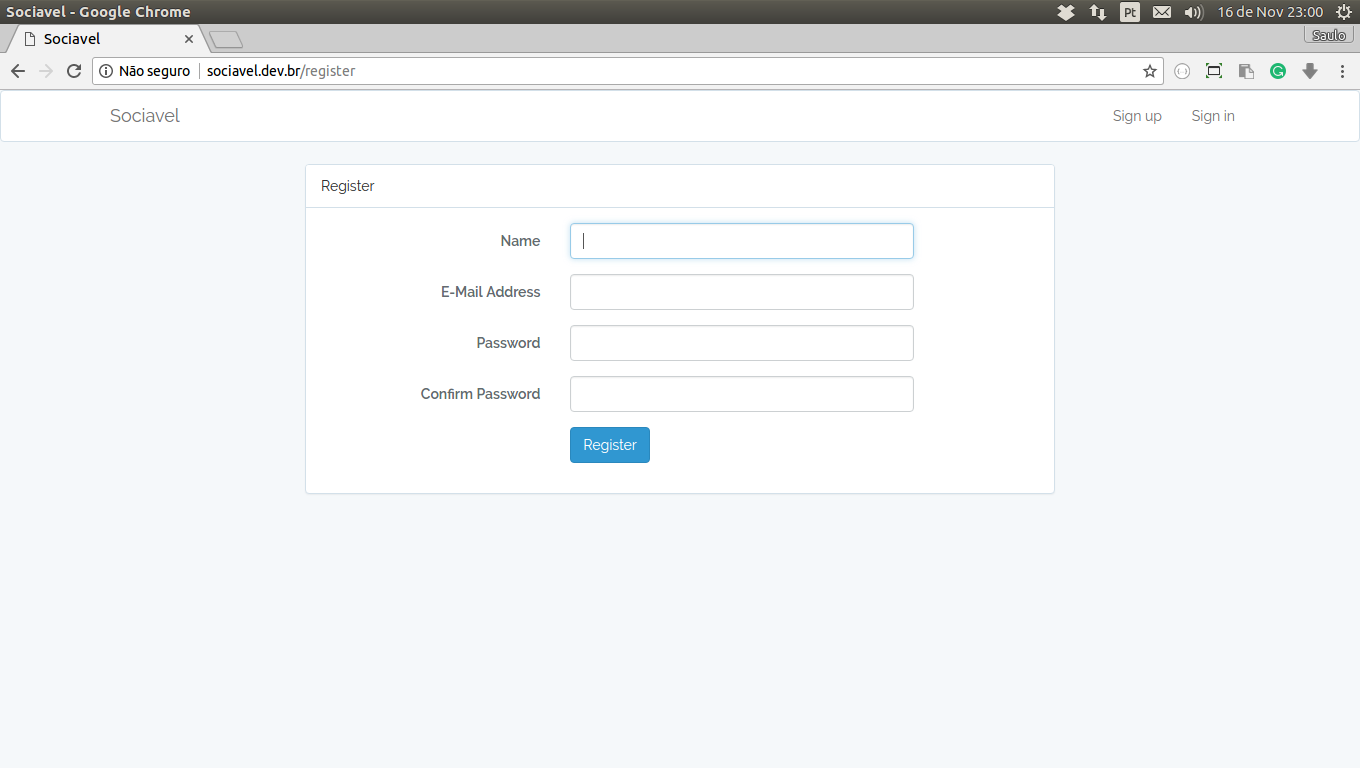 Sociavel - Google Chrome
Pt
16 de Nov 23:00
Sociavel
Saulo
Não seguro
sociavel.dev.br/register
Sociavel
Sign up
Sign in
Register
Name
E-Mail Address
Password
Confirm Password
Register